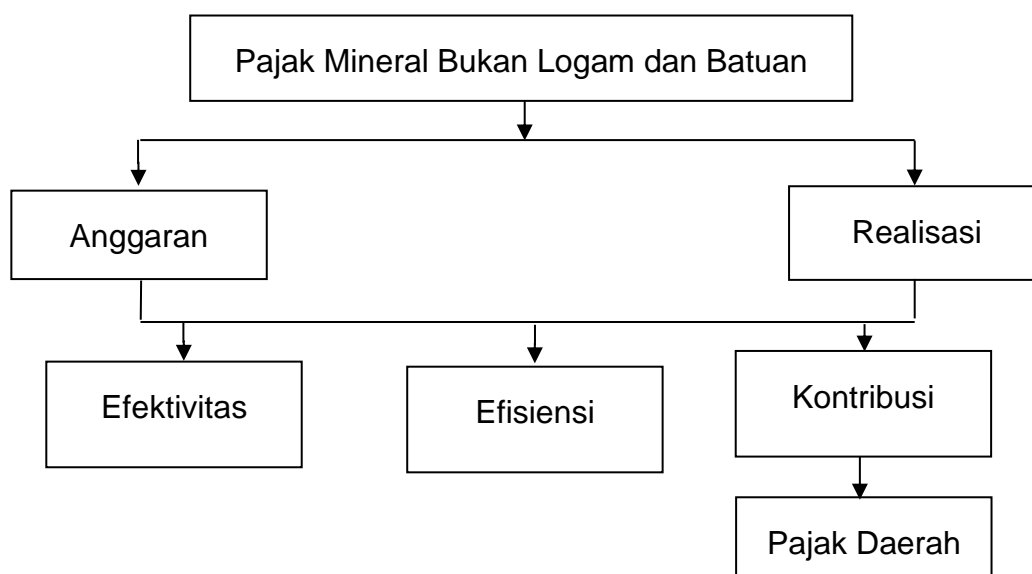 Pajak Mineral Bukan Logam dan Batuan
Anggaran
Realisasi
Efektivitas
Efisiensi
Kontribusi
Pajak Daerah